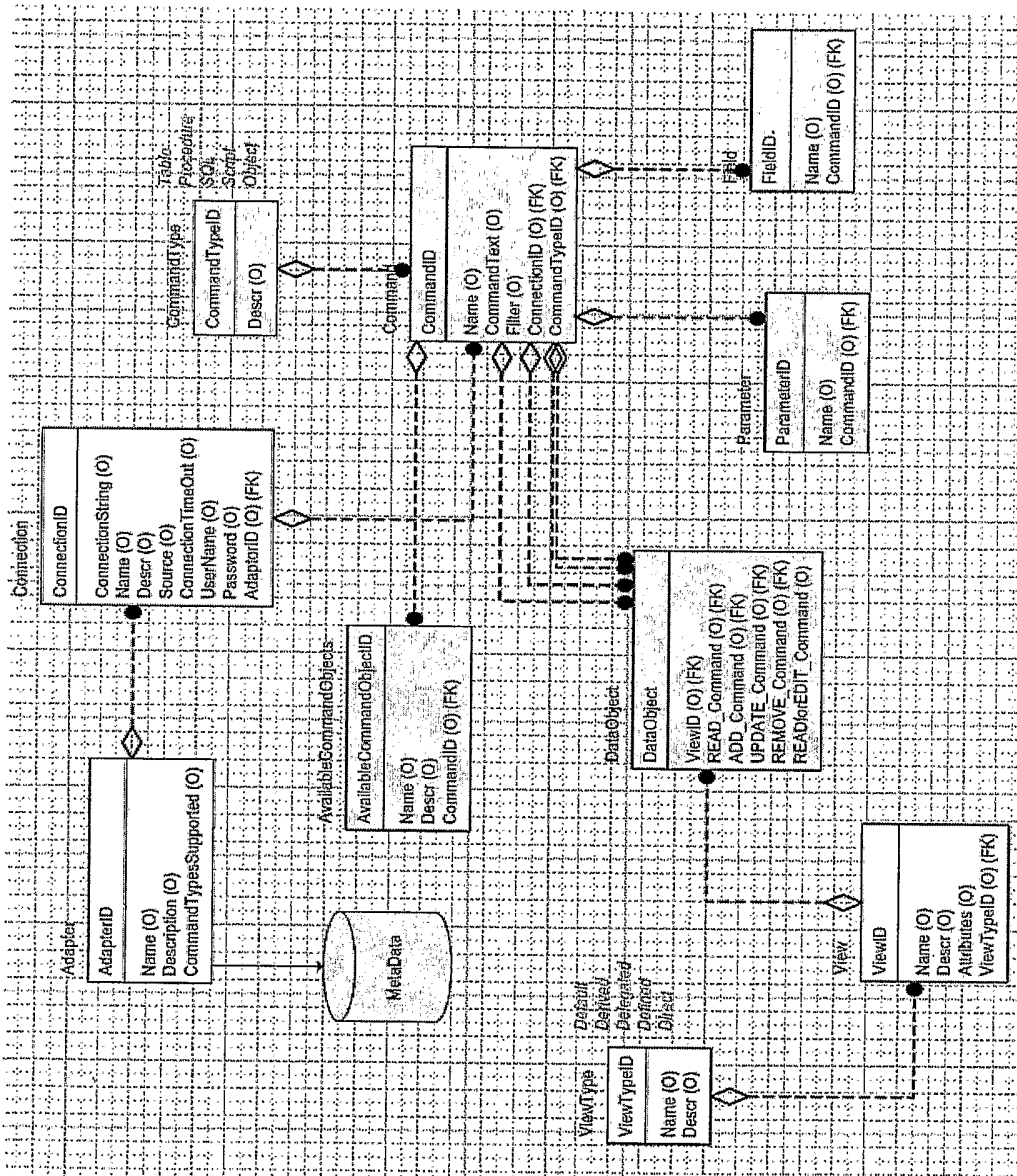 Adapter
AdapterID
Name (O)
Description (O)
CommandTypesSupported (O)
MetaData
Connection
ConnectionID
ConnectionString (O)
Name (O)
Descr (O)
Source (O)
ConnectionTimeOut (O)
UserName (O)
Password (O)
AdaptorID (O) (FK)
CommandType
CommandTypeID
Descr (O)
Table
Procedure
SQL
Script
Object
AvailableCommandObjects
AvailableCommandObjectID
Name (O)
Descr (O)
CommandID (O) (FK)
Command
CommandID
Name (O)
CommandText (O)
Filter (O)
ConnectionID (O) (FK)
CommandTypeID (O) (FK)
ViewType
ViewTypeID
Name (O)
Descr (O)
Default
Derived
Delegated
Defined
Direct
DataObject
DataObject
ViewID (O) (FK)
READ_Command (O) (FK)
ADD_Command (O) (FK)
UPDATE_Command (O) (FK)
REMOVE_Command (O) (FK)
READforEDIT_Command (O)
View
ViewID
Name (O)
Descr (O)
Attributes (O)
ViewTypeID (O) (FK)
Parameter
ParameterID
Name (O)
CommandID (O) (FK)
Field
FieldID.
Name (O)
CommandID (O) (FK)